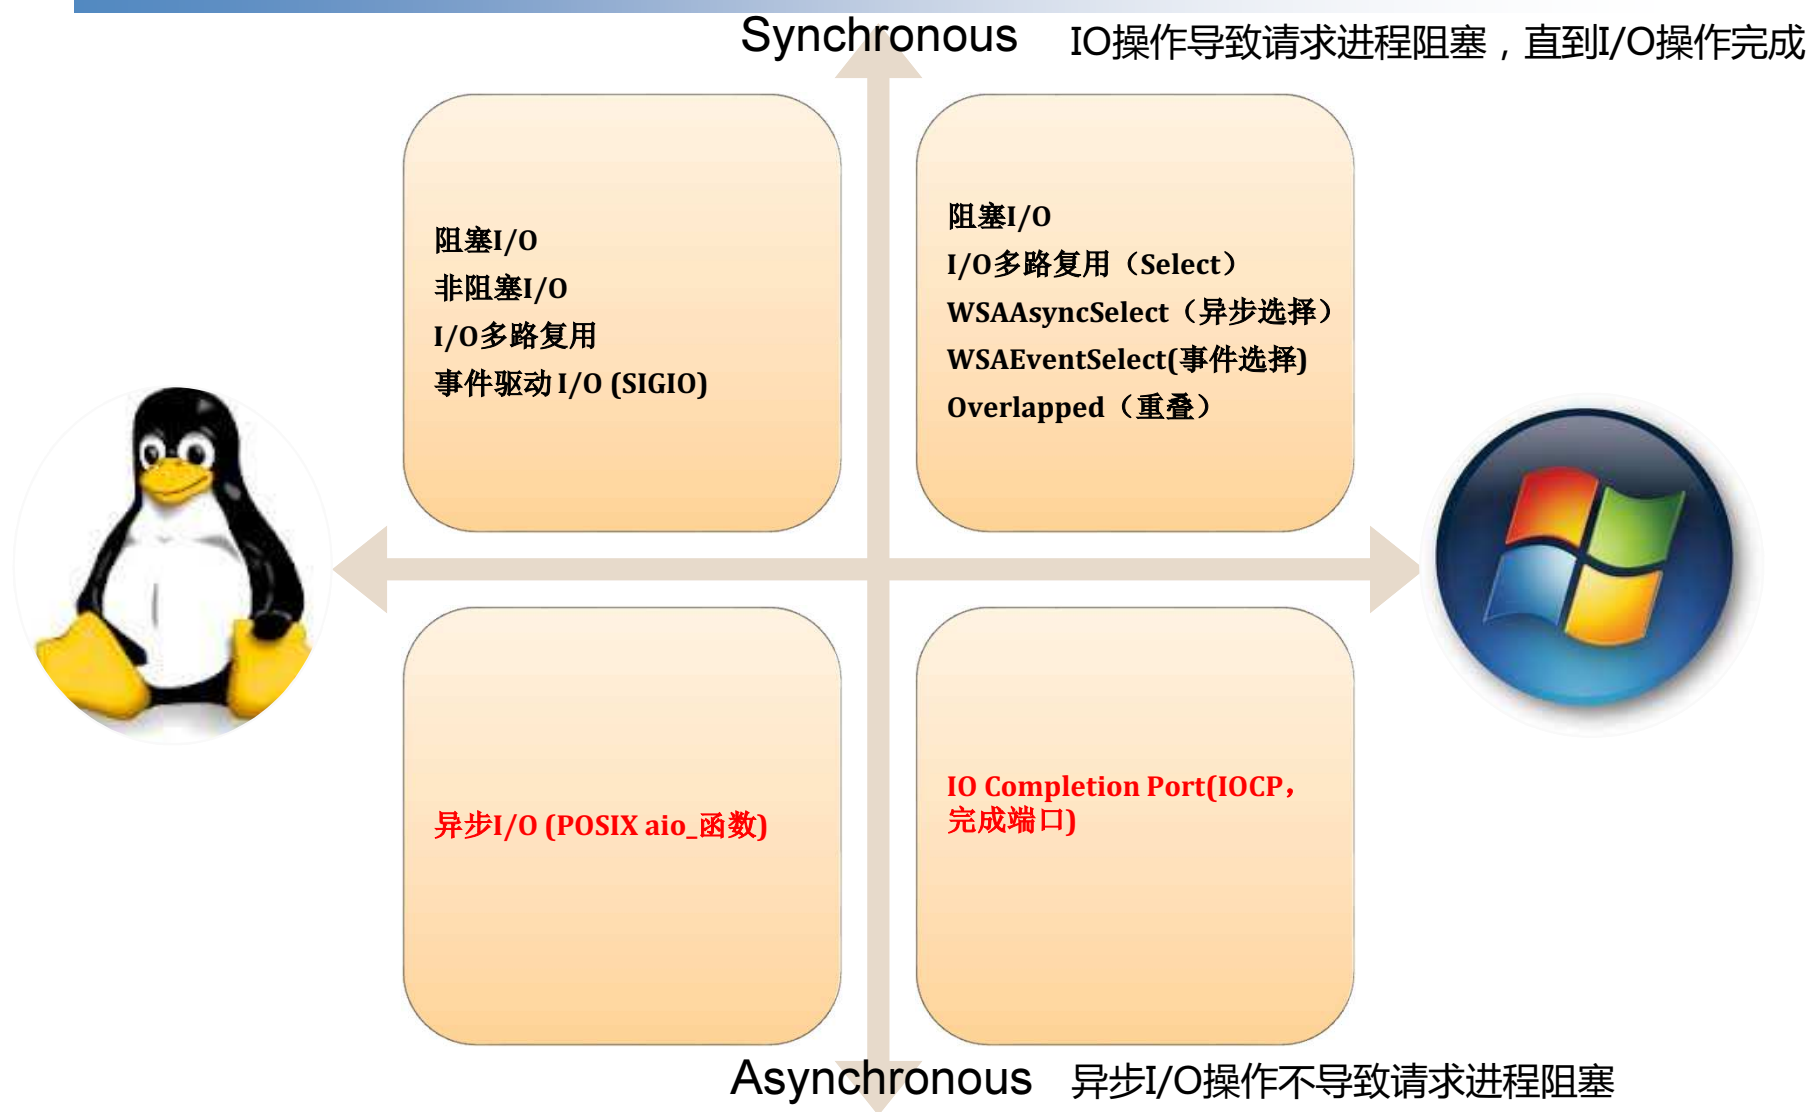 Synchronous IO操作导致请求进程阻塞，直到I/O操作完成
阻塞I/O
非阻塞I/O
I/O多路复用
事件驱动 I/O (SIGIO)
阻塞I/O
I/O多路复用（Select）
WSAAsyncSelect（异步选择）
WSAEventSelect(事件选择)
Overlapped（重叠）
异步I/O (POSIX aio_函数)
IO Completion Port(IOCP，
完成端口)
Asynchronous 异步I/O操作不导致请求进程阻塞